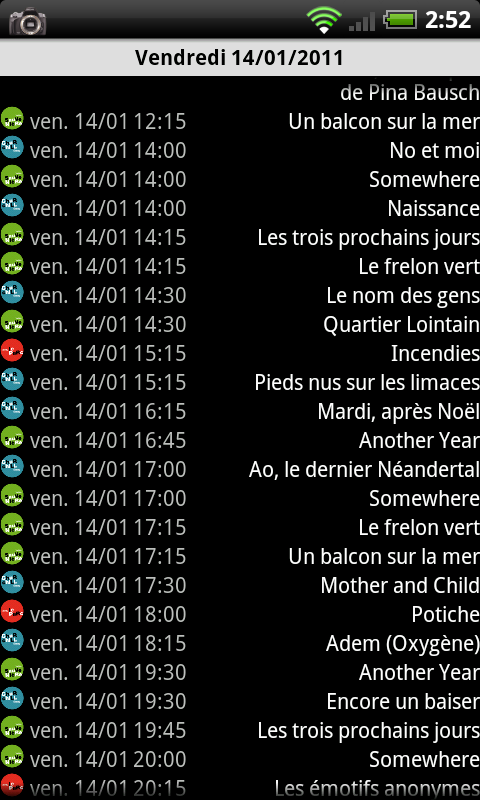 2:52
Vendredi 14/01/2011
de Pina Bausch
ven. 14/01 12:15 Un balcon sur la mer
ven. 14/01 14:00 No et moi
ven. 14/01 14:00 Somewhere
ven. 14/01 14:00 Naissance
ven. 14/01 14:15 Les trois prochains jours
ven. 14/01 14:15 Le frelon vert
ven. 14/01 14:30 Le nom des gens
ven. 14/01 14:30 Quartier Lointain
ven. 14/01 15:15 Incendies
ven. 14/01 15:15 Pieds nus sur les limaces
ven. 14/01 16:15 Mardi, après Noël
ven. 14/01 16:45 Another Year
ven. 14/01 17:00 Ao, le dernier Néandertal
ven. 14/01 17:00 Somewhere
ven. 14/01 17:15 Le frelon vert
ven. 14/01 17:15 Un balcon sur la mer
ven. 14/01 17:30 Mother and Child
ven. 14/01 18:00 Potiche
ven. 14/01 18:15 Adem (Oxygène)
ven. 14/01 19:30 Another Year
ven. 14/01 19:30 Encore un baiser
ven. 14/01 19:45 Les trois prochains jours
ven. 14/01 20:00 Somewhere
ven. 14/01 20:15 Les émotifs anonymes